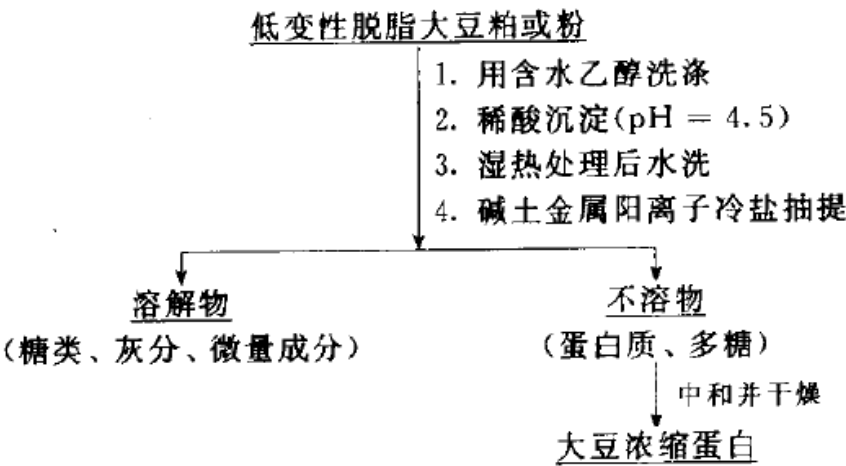 低变性脱脂大豆粕或粉
1. 用含水乙醇洗涤
2. 稀酸沉淀(pH = 4.5)
3. 湿热处理后水洗
4. 碱土金属阳离子冷盐抽提
溶解物
(糖类、灰分、微量成分)
不溶物
(蛋白质、多糖)
中和并干燥
大豆浓缩蛋白